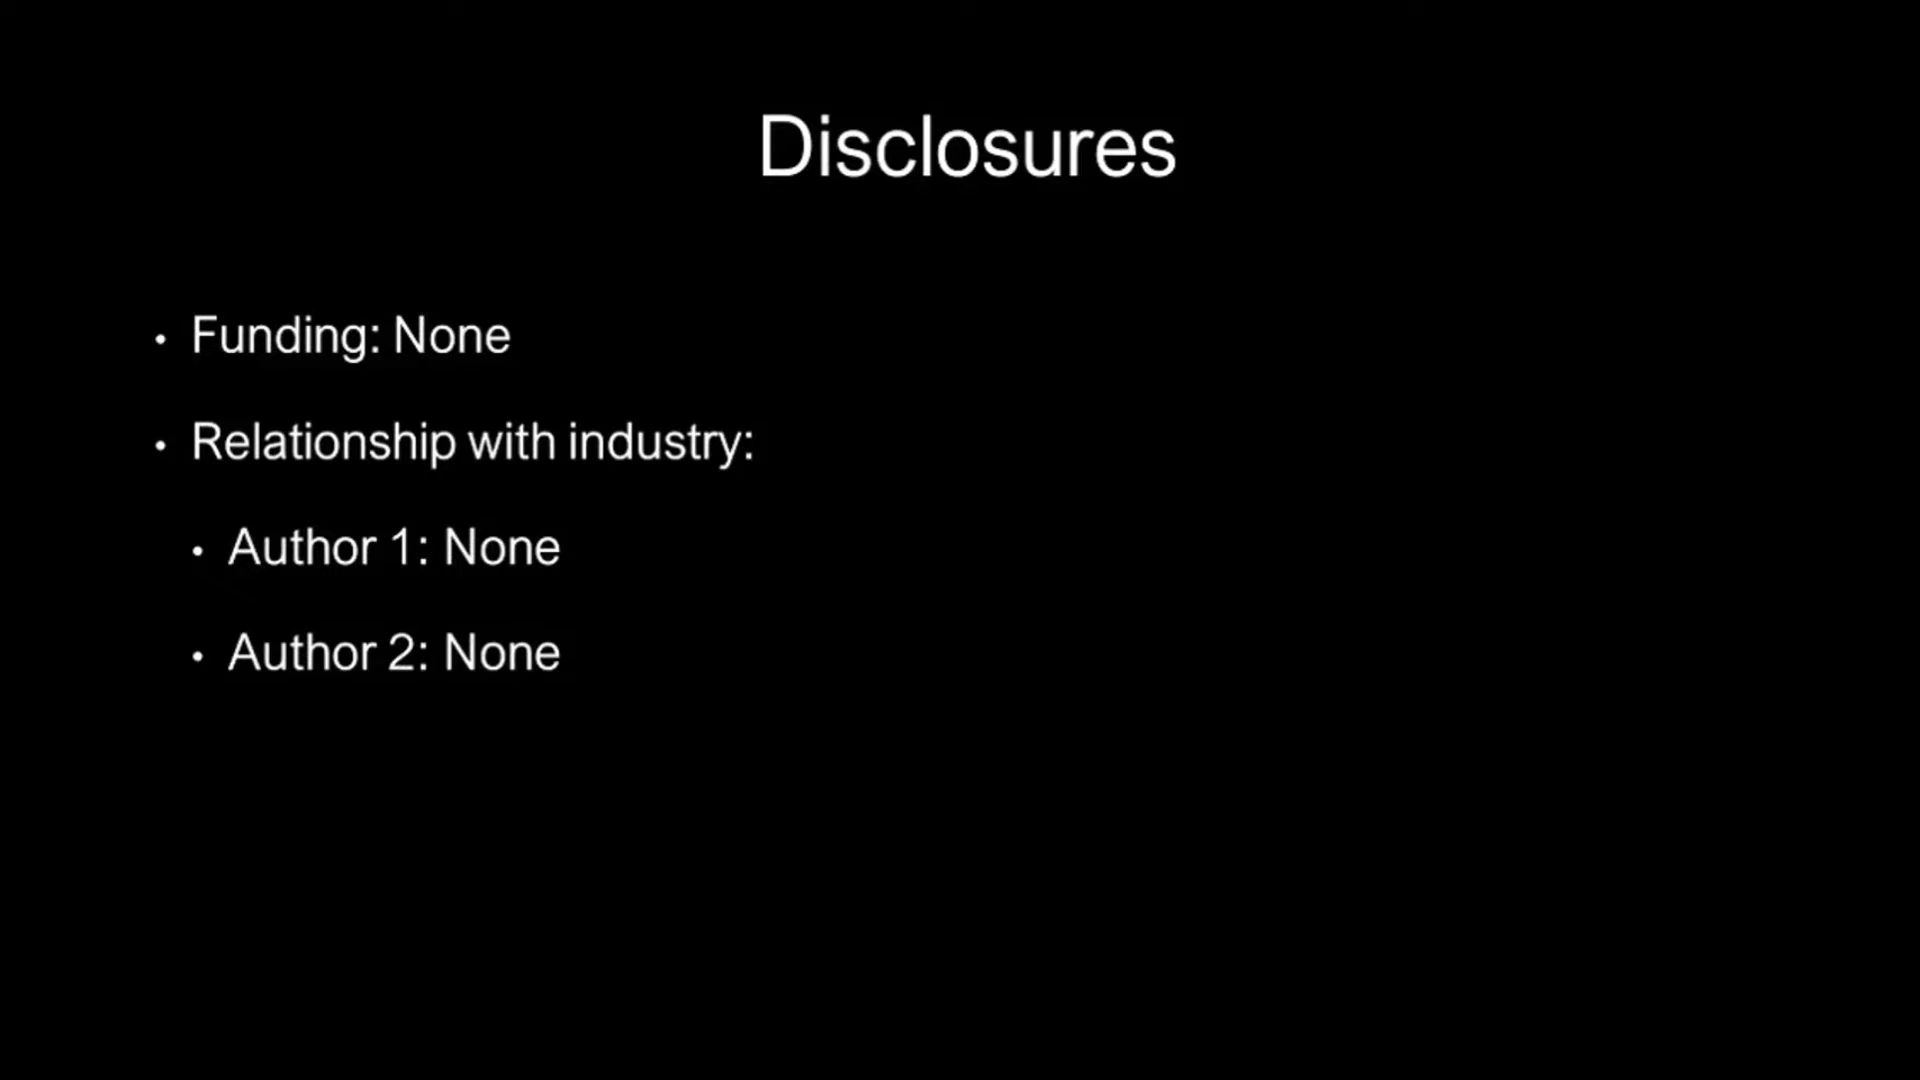 Disclosures
• Funding: None
• Relationship with industry:
• Author 1: None
• Author 2: None